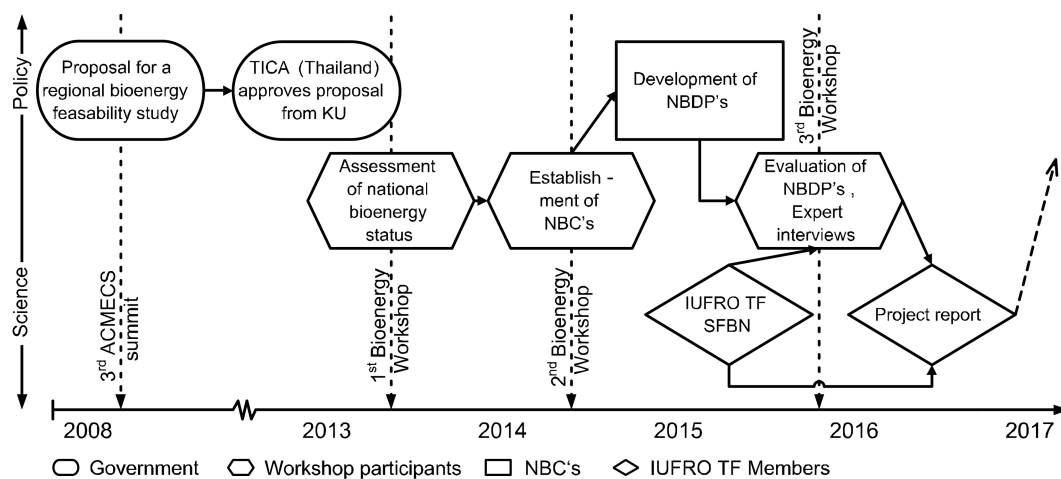 Policy
Science
Proposal for a
regional bioenergy
feasability study
TICA (Thailand)
approves proposal
from KU
Assessment
of national
bioenergy
status
Establish -
ment of
NBC's
Development of
NBDP's
Evaluation of
NBDP's ,
Expert
interviews
IUFRO TF
SFBN
Project report
3rd ACMECS
summit
1st Bioenergy
Workshop
2nd Bioenergy
Workshop
3rd Bioenergy
Workshop
2008
2013
2014
2015
2016
2017
Government
Workshop participants
NBC‘s
IUFRO TF Members